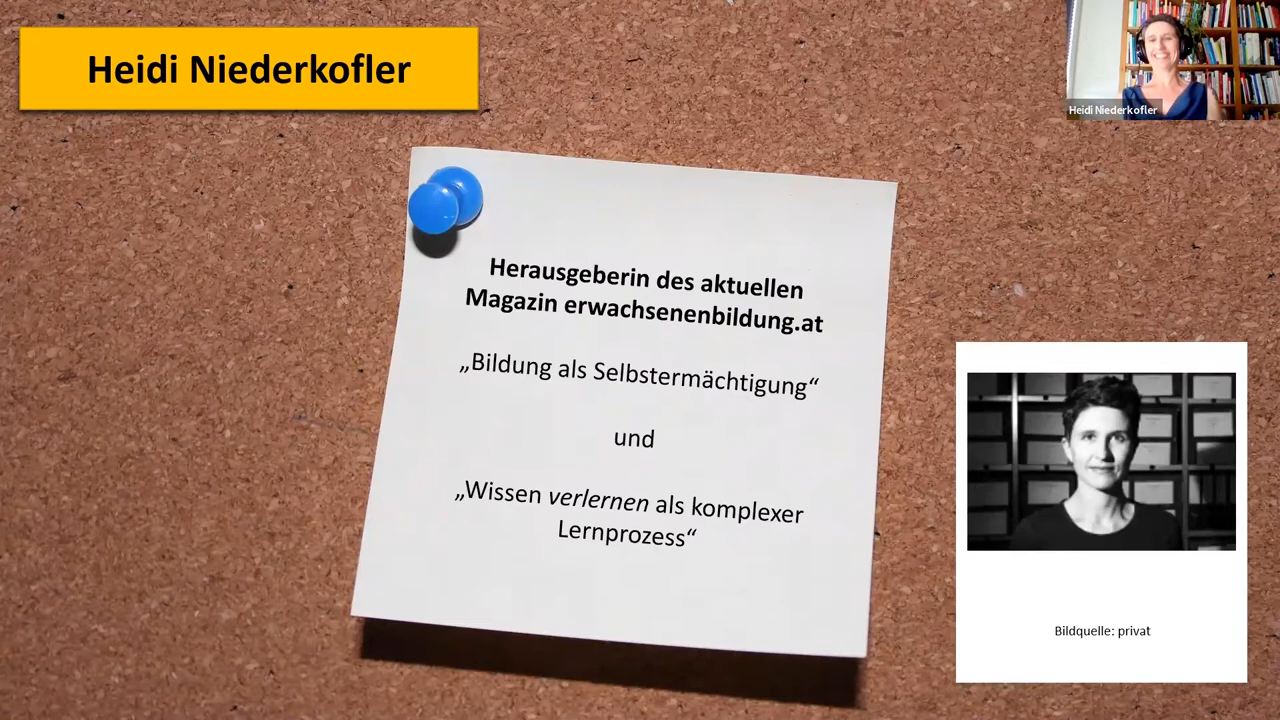 Heidi Niederkofler
Heidi Niederkofler
Herausgeberin des aktuellen
Magazin erwachsenenbildung.at
„Bildung als Selbstermächtigung“
und
„Wissen verlernen als komplexer
Lernprozess“
Bildquelle: privat